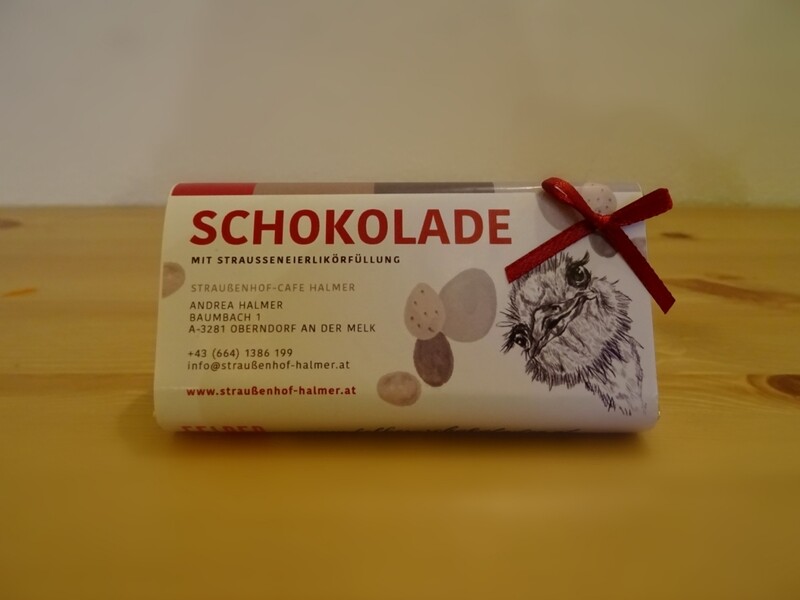 SCHOKOLADE
MIT STRAUSSENEIERLIKÖRFÜLLUNG
STRAUßENHOF-CAFE HALMER
ANDREA HALMER
BAUMBACH 1
A-3281 OBERNDORF AN DER MELK
+43 (664) 1386 199
info@straußenhof-halmer.at
www.straußenhof-halmer.at